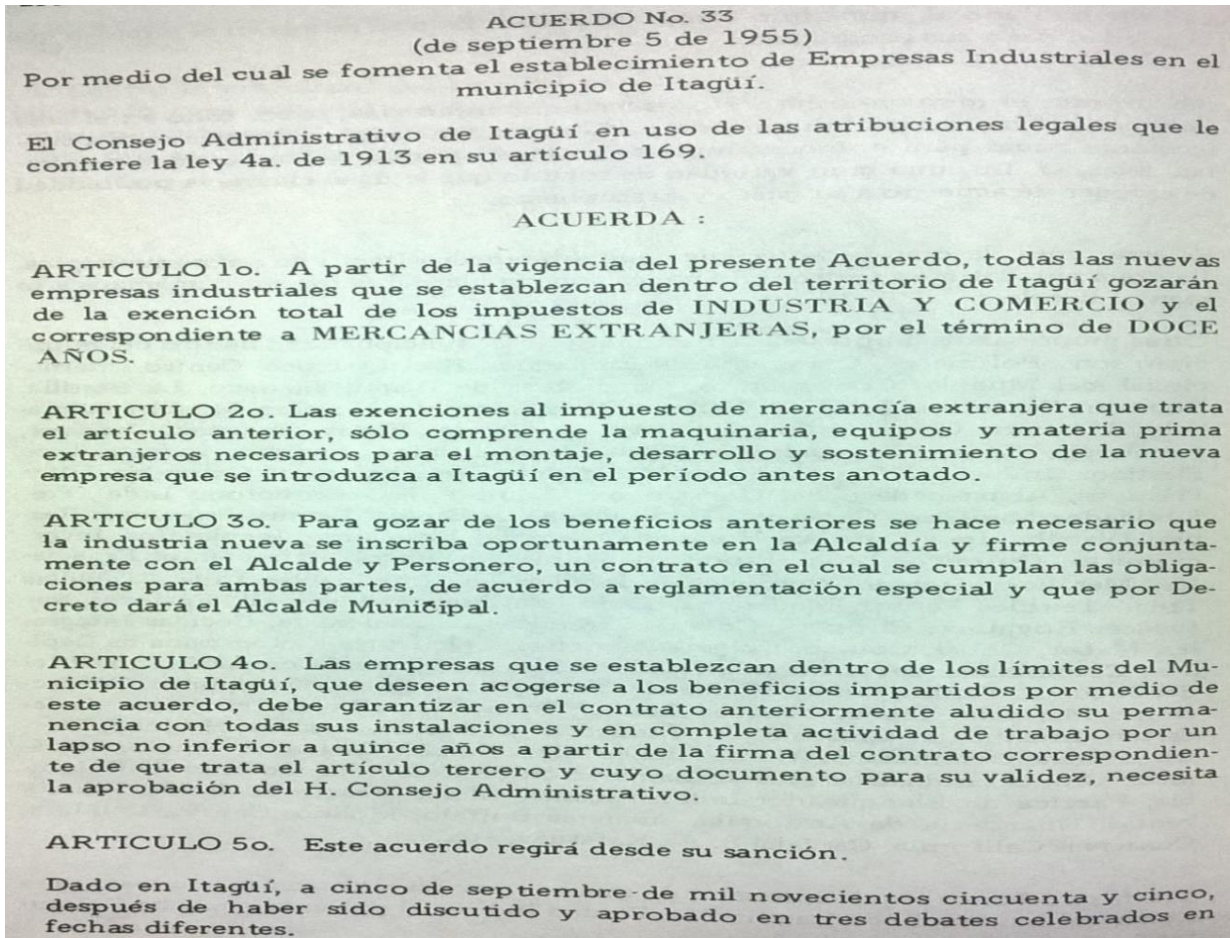 ACUERDO No. 33
(de septiembre 5 de 1955)
Por medio del cual se fomenta el establecimiento de Empresas Industriales en el
municipio de Itagüí.
El Consejo Administrativo de Itagüí en uso de las atribuciones legales que le
confiere la ley 4a. de 1913 en su artículo 169.
ACUERDA :
ARTICULO 1o. A partir de la vigencia del presente Acuerdo, todas las nuevas
empresas industriales que se establezcan dentro del territorio de Itagüí gozarán
de la exención total de los impuestos de INDUSTRIA Y COMERCIO y el
correspondiente a MERCANCIAS EXTRANJERAS, por el término de DOCE
AÑOS.
ARTICULO 2o. Las exenciones al impuesto de mercancía extranjera que trata
el artículo anterior, sólo comprende la maquinaria, equipos y materia prima
extranjeros necesarios para el montaje, desarrollo y sostenimiento de la nueva
empresa que se introduzca a Itagüí en el período antes anotado.
ARTICULO 3o. Para gozar de los beneficios anteriores se hace necesario que
la industria nueva se inscriba oportunamente en la Alcaldía y firme conjunta-
mente con el Alcalde y Personero, un contrato en el cual se cumplan las obliga-
ciones para ambas partes, de acuerdo a reglamentación especial y que por De-
creto dará el Alcalde Municipal.
ARTICULO 4o. Las empresas que se establezcan dentro de los límites del Mu-
nicipio de Itagüí, que deseen acogerse a los beneficios impartidos por medio de
este acuerdo, debe garantizar en el contrato anteriormente aludido su perma-
nencia con todas sus instalaciones y en completa actividad de trabajo por un
lapso no inferior a quince años a partir de la firma del contrato correspondien-
te de que trata el artículo tercero y cuyo documento para su validez, necesita
la aprobación del H. Consejo Administrativo.
ARTICULO 5o. Este acuerdo regirá desde su sanción.
Dado en Itagüí, a cinco de septiembre de mil novecientos cincuenta y cinco,
después de haber sido discutido y aprobado en tres debates celebrados en
fechas diferentes.